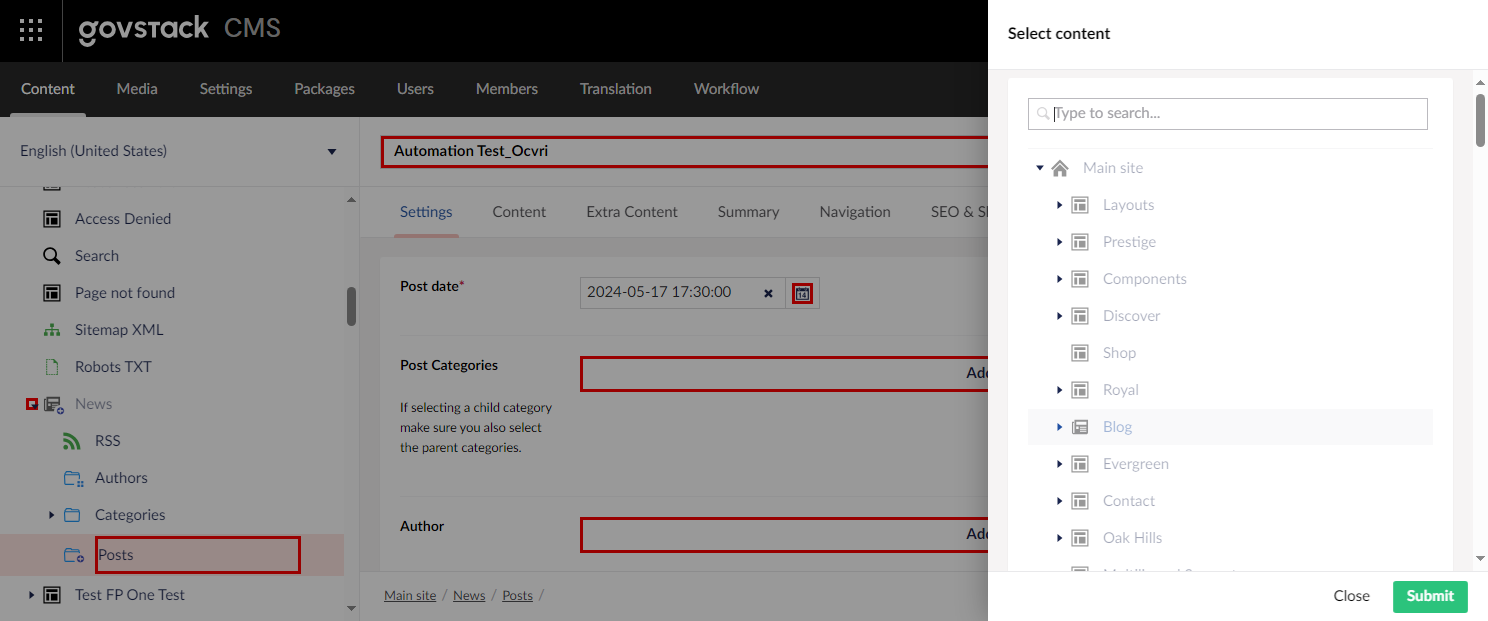 govstack CMS
Content Media Settings Packages Users Members Translation Workflow
English (United States)
Access Denied
Search
Page not found
Sitemap XML
Robots TXT
News
RSS
Authors
Categories
Posts
Test FP One Test
Automation Test_Ocvri
Settings Content Extra Content Summary Navigation SEO &
Post date*
2024-05-17 17:30:00
14
Post Categories
If selecting a child category
make sure you also select
the parent categories.
Author
Main site / News / Posts /
Select content
Type to search...
Main site
Layouts
Prestige
Components
Discover
Shop
Royal
Blog
Evergreen
Contact
Oak Hills
Close Submit